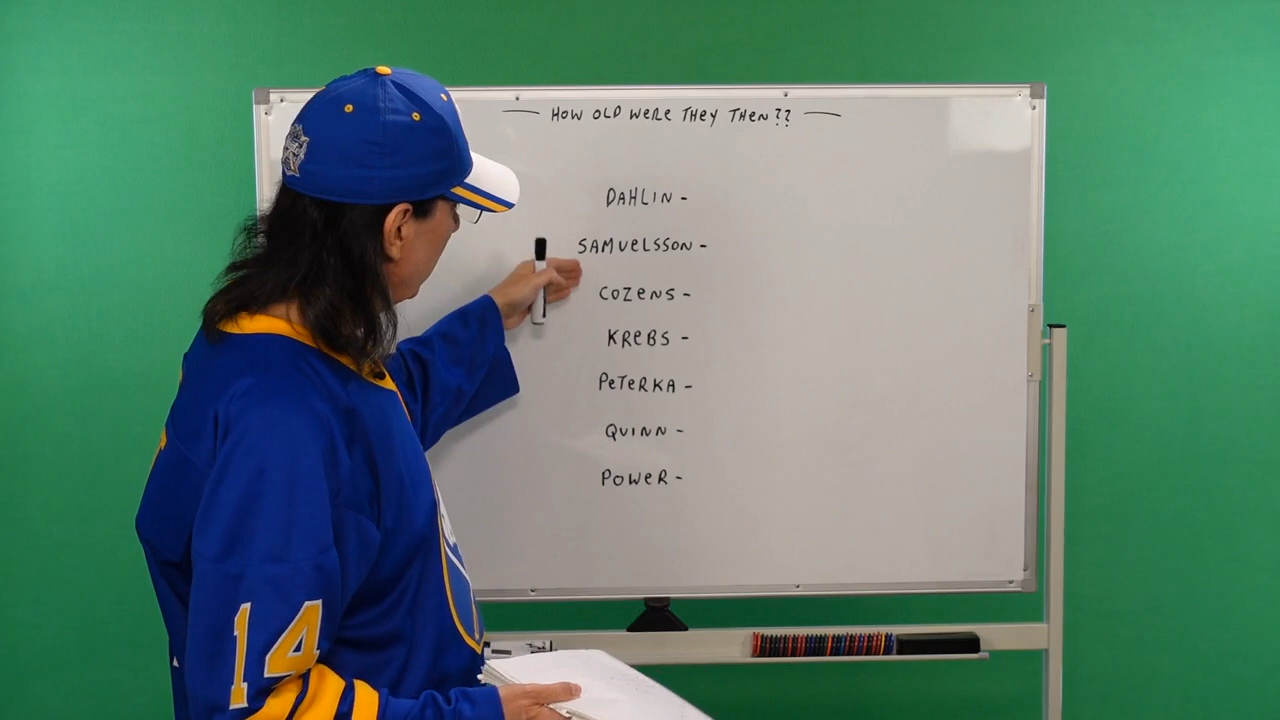 — HOW OLD WERE THEY THEN?? —
DAHLIN -
SAMUELSSON -
COZENS -
KREBS -
PETERKA -
QUINN -
POWER -
14